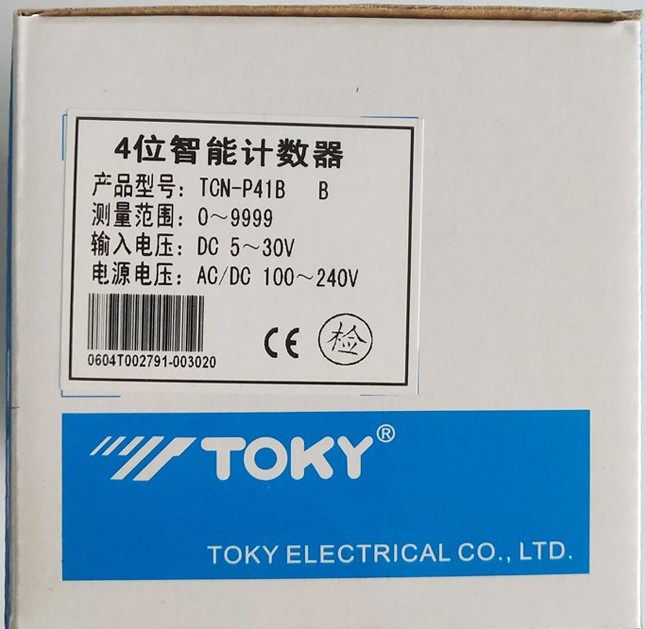 4位智能计数器
产品型号: TCN-P41B B
测量范围: 0～9999
输入电压: DC 5～30V
电源电压: AC/DC 100～240V
0604T002791-003020
CE 检
TOKY®
TOKY ELECTRICAL CO., LTD.